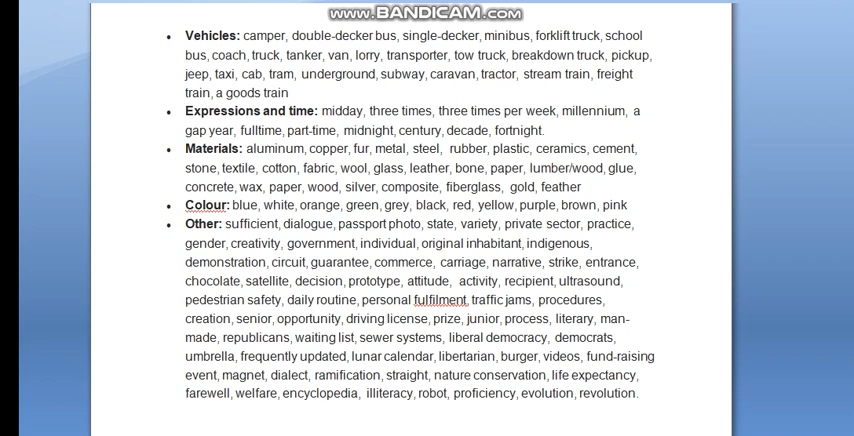 www.BANDICAM.com
• Vehicles: camper, double-decker bus, single-decker, minibus, forklift truck, school
bus, coach, truck, tanker, van, lorry, transporter, tow truck, breakdown truck, pickup,
jeep, taxi, cab, tram, underground, subway, caravan, tractor, stream train, freight
train, a goods train
• Expressions and time: midday, three times, three times per week, millennium, a
gap year, fulltime, part-time, midnight, century, decade, fortnight.
• Materials: aluminum, copper, fur, metal, steel, rubber, plastic, ceramics, cement,
stone, textile, cotton, fabric, wool, glass, leather, bone, paper, lumber/wood, glue,
concrete, wax, paper, wood, silver, composite, fiberglass, gold, feather
• Colour: blue, white, orange, green, grey, black, red, yellow, purple, brown, pink
• Other: sufficient, dialogue, passport photo, state, variety, private sector, practice,
gender, creativity, government, individual, original inhabitant, indigenous,
demonstration, circuit, guarantee, commerce, carriage, narrative, strike, entrance,
chocolate, satellite, decision, prototype, attitude, activity, recipient, ultrasound,
pedestrian safety, daily routine, personal fulfilment, traffic jams, procedures,
creation, senior, opportunity, driving license, prize, junior, process, literary, man-
made, republicans, waiting list, sewer systems, liberal democracy, democrats,
umbrella, frequently updated, lunar calendar, libertarian, burger, videos, fund-raising
event, magnet, dialect, ramification, straight, nature conservation, life expectancy,
farewell, welfare, encyclopedia, illiteracy, robot, proficiency, evolution, revolution.